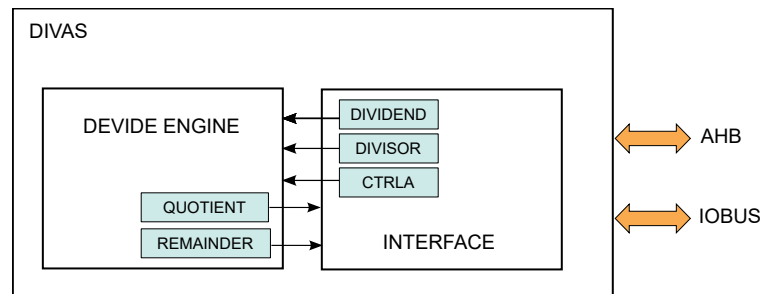 DIVAS
DEVIDE ENGINE
DIVIDEND
DIVISOR
CTRLA
QUOTIENT
REMAINDER
INTERFACE
AHB
IOBUS